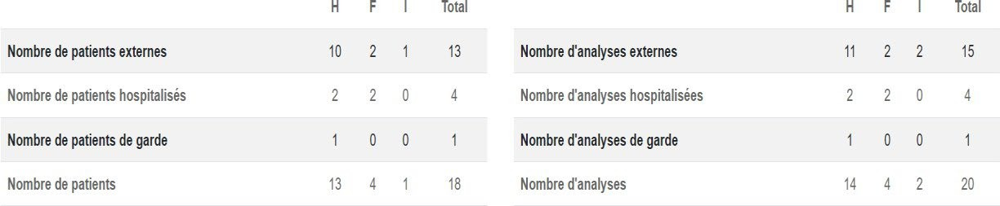 H F I Total
Nombre de patients externes 10 2 1 13
Nombre de patients hospitalisés 2 2 0 4
Nombre de patients de garde 1 0 0 1
Nombre de patients 13 4 1 18
H F I Total
Nombre d'analyses externes 11 2 2 15
Nombre d'analyses hospitalisées 2 2 0 4
Nombre d'analyses de garde 1 0 0 1
Nombre d'analyses 14 4 2 20